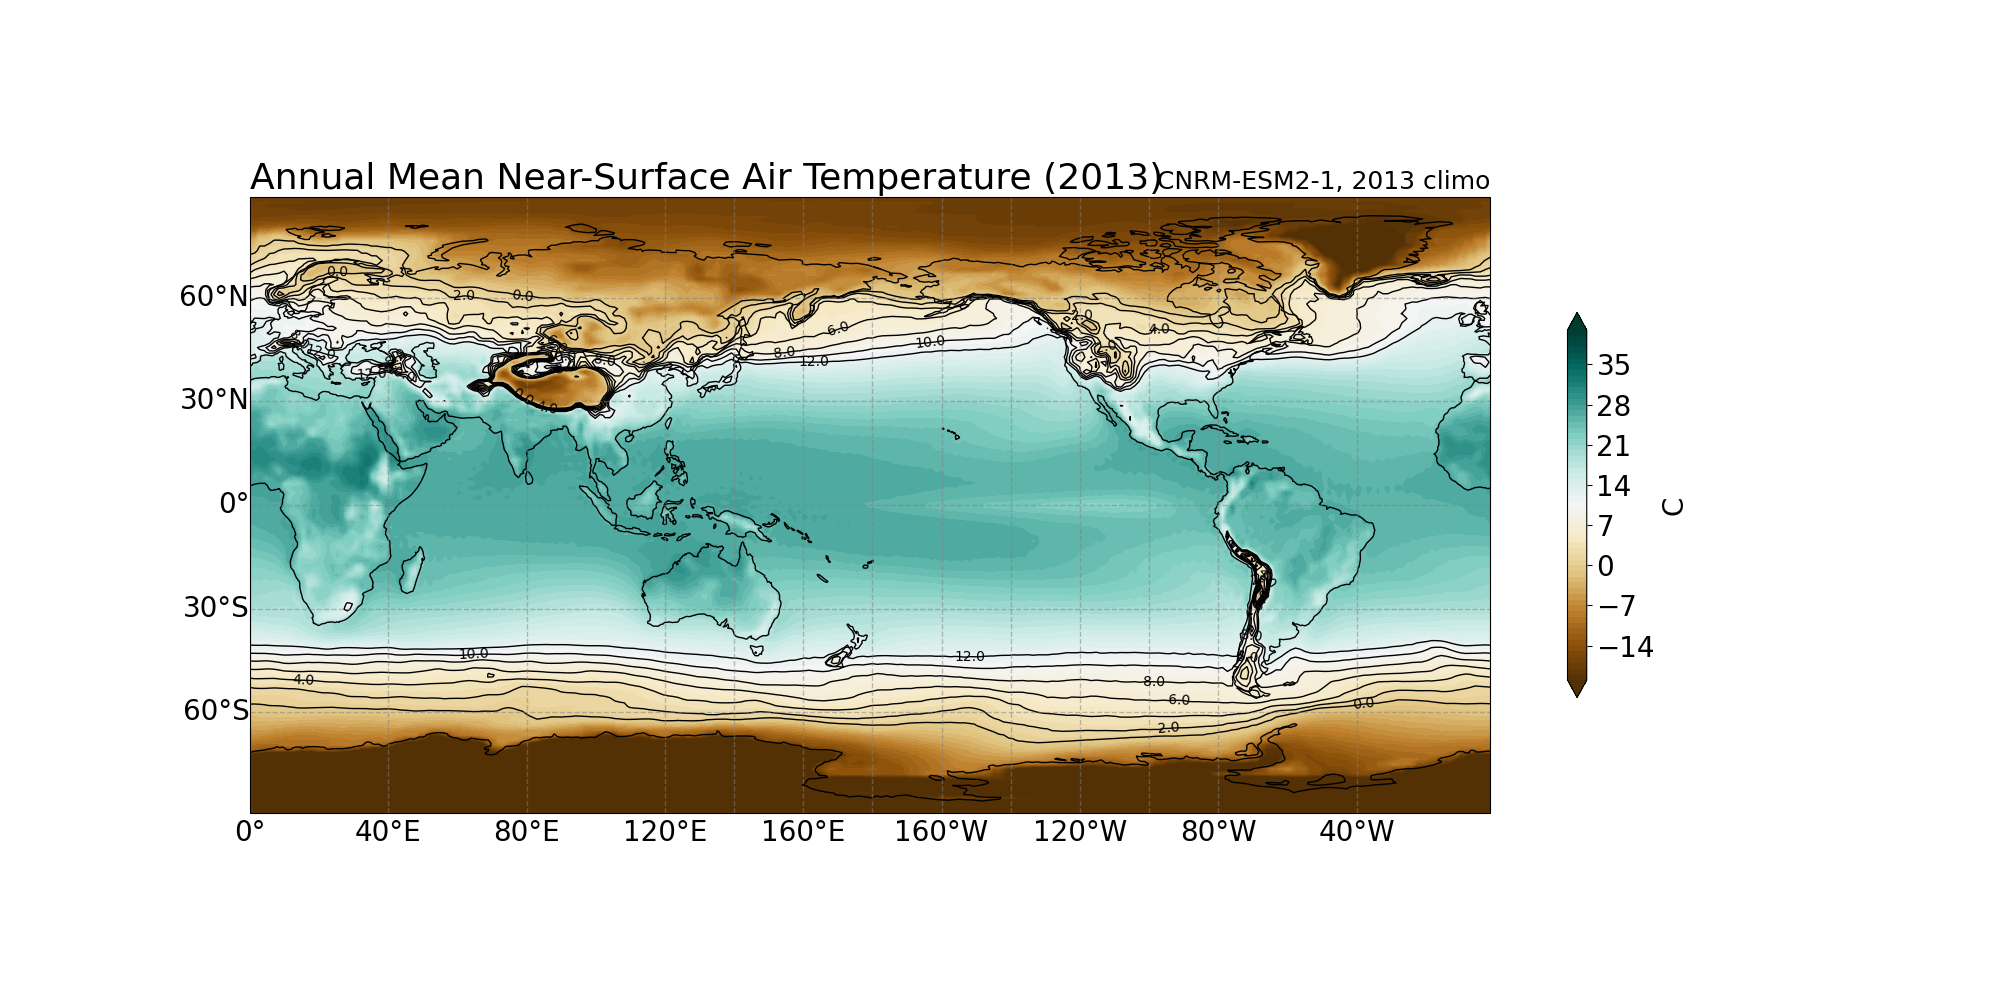 Annual Mean Near-Surface Air Temperature (2013)
CNRM-ESM2-1, 2013 climo
60°N
30°N
0°
30°S
60°S
0°
40°E
80°E
120°E
160°E
160°W
120°W
80°W
40°W
0.0
2.0
0.0
6.0
8.0
10.0
12.0
4.0
10.0
12.0
4.0
8.0
6.0
0.0
2.0
35
28
21
14
7
0
−7
−14
C